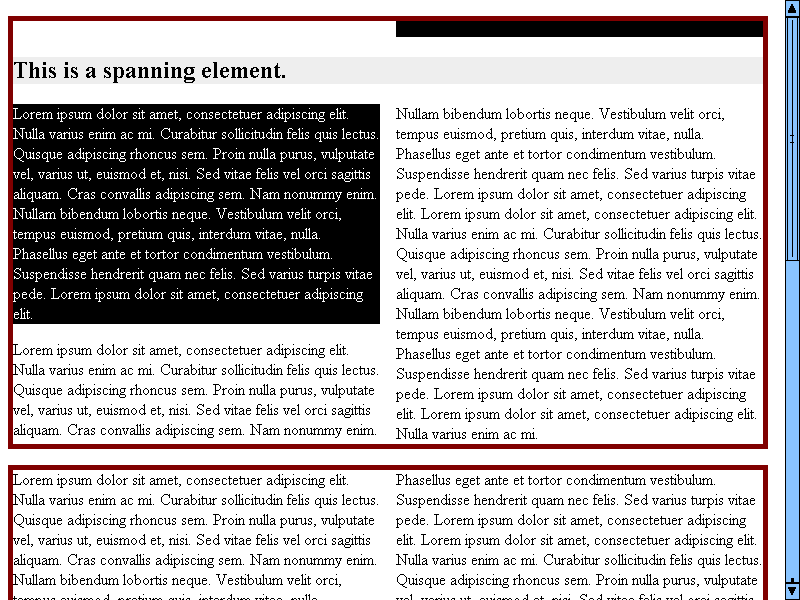 This is a spanning element.
Lorem ipsum dolor sit amet, consectetuer adipiscing elit.
Nulla varius enim ac mi. Curabitur sollicitudin felis quis lectus.
Quisque adipiscing rhoncus sem. Proin nulla purus, vulputate
vel, varius ut, euismod et, nisi. Sed vitae felis vel orci sagittis
aliquam. Cras convallis adipiscing sem. Nam nonummy enim.
Nullam bibendum lobortis neque. Vestibulum velit orci,
tempus euismod, pretium quis, interdum vitae, nulla.
Phasellus eget ante et tortor condimentum vestibulum.
Suspendisse hendrerit quam nec felis. Sed varius turpis vitae
pede. Lorem ipsum dolor sit amet, consectetuer adipiscing
elit.
Lorem ipsum dolor sit amet, consectetuer adipiscing elit.
Nulla varius enim ac mi. Curabitur sollicitudin felis quis lectus.
Quisque adipiscing rhoncus sem. Proin nulla purus, vulputate
vel, varius ut, euismod et, nisi. Sed vitae felis vel orci sagittis
aliquam. Cras convallis adipiscing sem. Nam nonummy enim.
Nullam bibendum lobortis neque. Vestibulum velit orci,
tempus euismod, pretium quis, interdum vitae, nulla.
Phasellus eget ante et tortor condimentum vestibulum.
Suspendisse hendrerit quam nec felis. Sed varius turpis vitae
pede. Lorem ipsum dolor sit amet, consectetuer adipiscing
elit. Lorem ipsum dolor sit amet, consectetuer adipiscing elit.
Nulla varius enim ac mi. Curabitur sollicitudin felis quis lectus.
Quisque adipiscing rhoncus sem. Proin nulla purus, vulputate
vel, varius ut, euismod et, nisi. Sed vitae felis vel orci sagittis
aliquam. Cras convallis adipiscing sem. Nam nonummy enim.
Nullam bibendum lobortis neque. Vestibulum velit orci,
tempus euismod, pretium quis, interdum vitae, nulla.
Phasellus eget ante et tortor condimentum vestibulum.
Suspendisse hendrerit quam nec felis. Sed varius turpis vitae
pede. Lorem ipsum dolor sit amet, consectetuer adipiscing
elit. Lorem ipsum dolor sit amet, consectetuer adipiscing elit.
Nulla varius enim ac mi.
Lorem ipsum dolor sit amet, consectetuer adipiscing elit.
Nulla varius enim ac mi. Curabitur sollicitudin felis quis lectus.
Quisque adipiscing rhoncus sem. Proin nulla purus, vulputate
vel, varius ut, euismod et, nisi. Sed vitae felis vel orci sagittis
aliquam. Cras convallis adipiscing sem. Nam nonummy enim.
Nullam bibendum lobortis neque. Vestibulum velit orci,
tempus euismod, pretium quis, interdum vitae, nulla.
Phasellus eget ante et tortor condimentum vestibulum.
Suspendisse hendrerit quam nec felis. Sed varius turpis vitae
pede. Lorem ipsum dolor sit amet, consectetuer adipiscing
elit. Lorem ipsum dolor sit amet, consectetuer adipiscing elit.
Nulla varius enim ac mi. Curabitur sollicitudin felis quis lectus.
Quisque adipiscing rhoncus sem. Proin nulla purus, vulputate
vel, varius ut, euismod et, nisi. Sed vitae felis vel orci sagittis